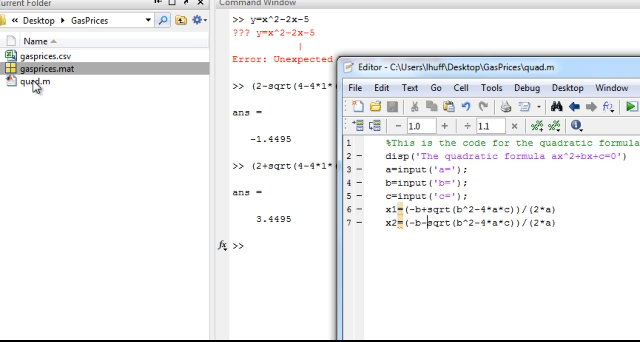 Current Folder
« Desktop ▸ GasPrices
Name
gasprices.csv
gasprices.mat
quad.m
Command Window
>> y=x^2-2x-5
??? y=x^2-2x-5
|
Error: Unexpected
>> (2-sqrt(4-4*1*
ans =
-1.4495
>> (2+sqrt(4-4*1*
ans =
3.4495
fx >>
Editor - C:\Users\lhuff\Desktop\GasPrices\quad.m
File Edit Text Go Cell Tools Debug Desktop Window
− 1.0 + ÷ 1.1 ×
1 %This is the code for the quadratic formula
2 - disp('The quadratic formula ax^2+bx+c=0')
3 - a=input('a=');
4 - b=input('b=');
5 - c=input('c=');
6 - x1=(-b+sqrt(b^2-4*a*c))/(2*a)
7 - x2=(-b-sqrt(b^2-4*a*c))/(2*a)